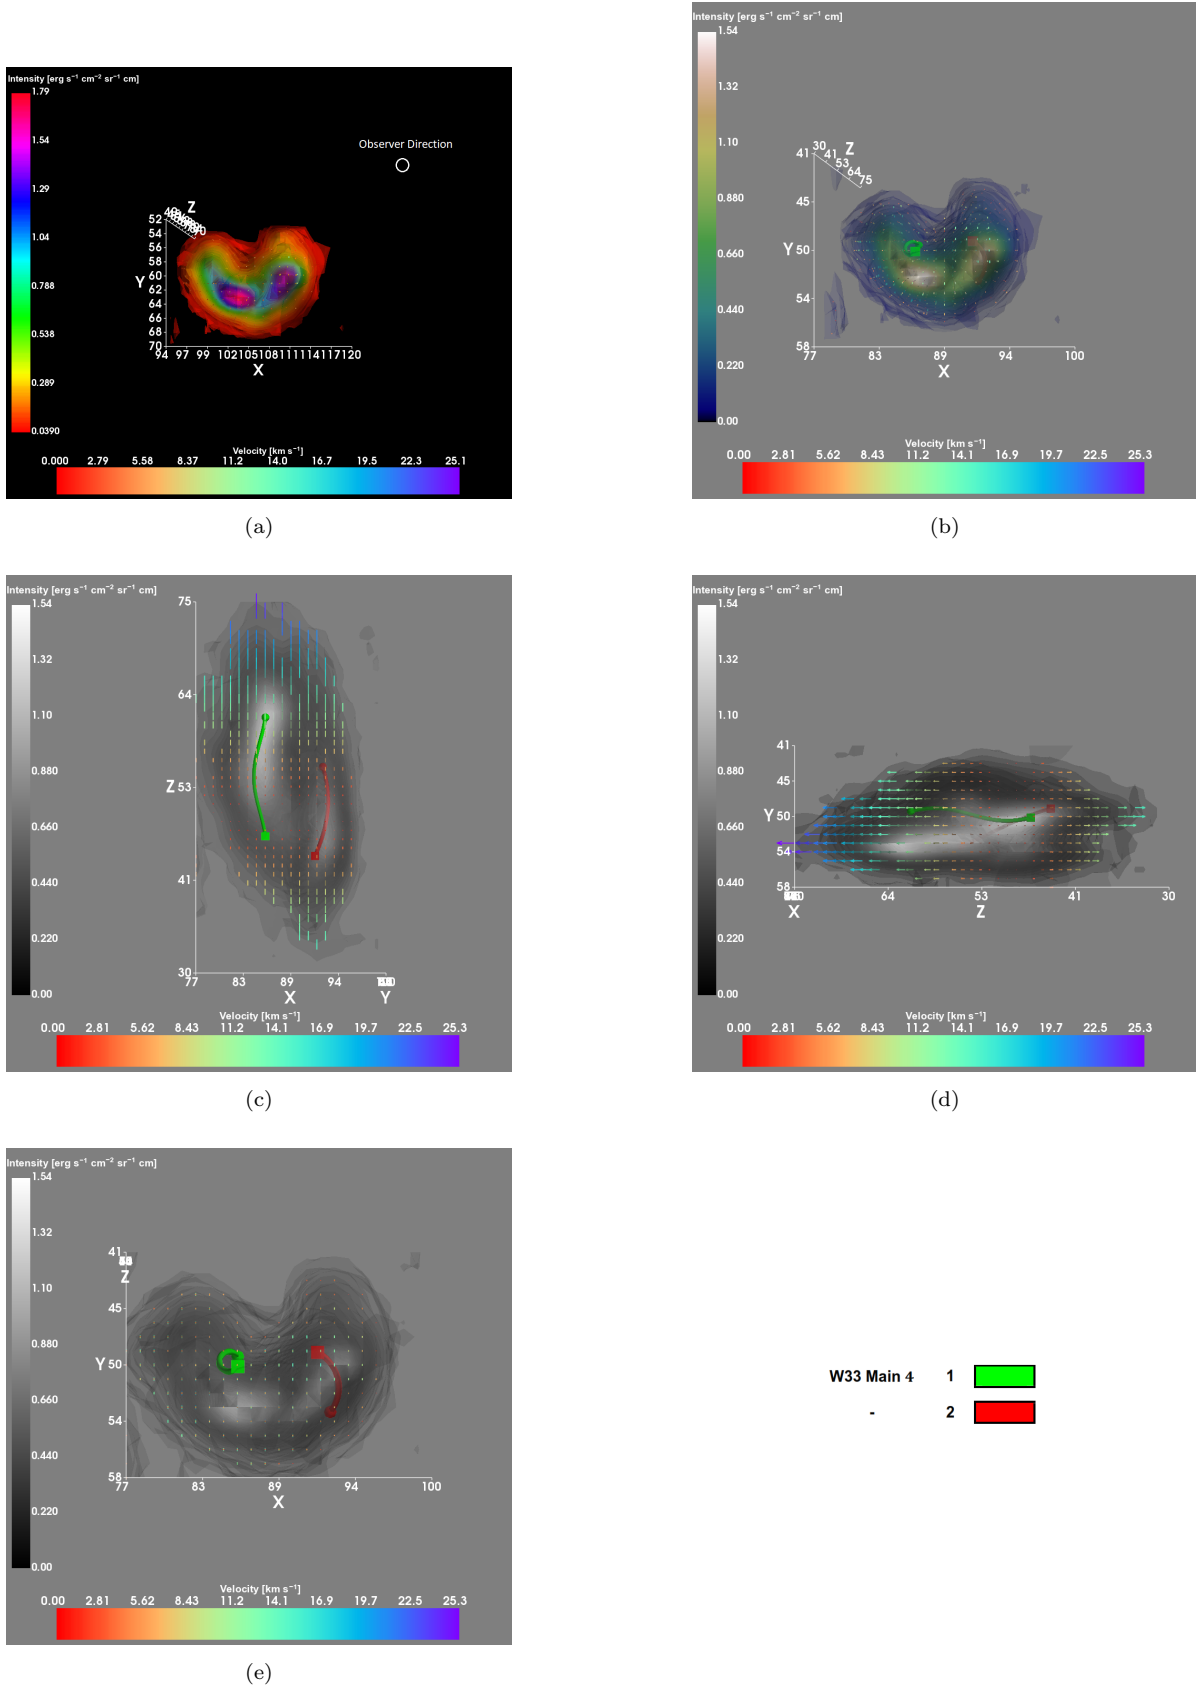 Intensity [erg s⁻¹ cm⁻² sr⁻¹ cm]
1.79
1.54
1.29
1.04
0.788
0.538
0.289
0.0390
Observer Direction
Z
52
54
56
58
60
62
64
66
68
70
Y
94 97 99 102 105 108 111 114 117 120
X
Velocity [km s⁻¹]
0.000 2.79 5.58 8.37 11.2 14.0 16.7 19.5 22.3 25.1
(a)
Intensity [erg s⁻¹ cm⁻² sr⁻¹ cm]
1.54
1.32
1.10
0.880
0.660
0.440
0.220
0.00
Z
30 41 53 64 75
41
45
Y 50
54
58
77 83 89 94 100
X
Velocity [km s⁻¹]
0.00 2.81 5.62 8.43 11.2 14.1 16.9 19.7 22.5 25.3
(b)
Intensity [erg s⁻¹ cm⁻² sr⁻¹ cm]
1.54
1.32
1.10
0.880
0.660
0.440
0.220
0.00
75
64
Z 53
41
30
77 83 89 94
X Y
Velocity [km s⁻¹]
0.00 2.81 5.62 8.43 11.2 14.1 16.9 19.7 22.5 25.3
(c)
Intensity [erg s⁻¹ cm⁻² sr⁻¹ cm]
1.54
1.32
1.10
0.880
0.660
0.440
0.220
0.00
41
45
Y 50
54
58
64 53 41 30
X Z
Velocity [km s⁻¹]
0.00 2.81 5.62 8.43 11.2 14.1 16.9 19.7 22.5 25.3
(d)
Intensity [erg s⁻¹ cm⁻² sr⁻¹ cm]
1.54
1.32
1.10
0.880
0.660
0.440
0.220
0.00
41
Z
45
Y 50
54
58
77 83 89 94 100
X
Velocity [km s⁻¹]
0.00 2.81 5.62 8.43 11.2 14.1 16.9 19.7 22.5 25.3
(e)
W33 Main 4 1
- 2